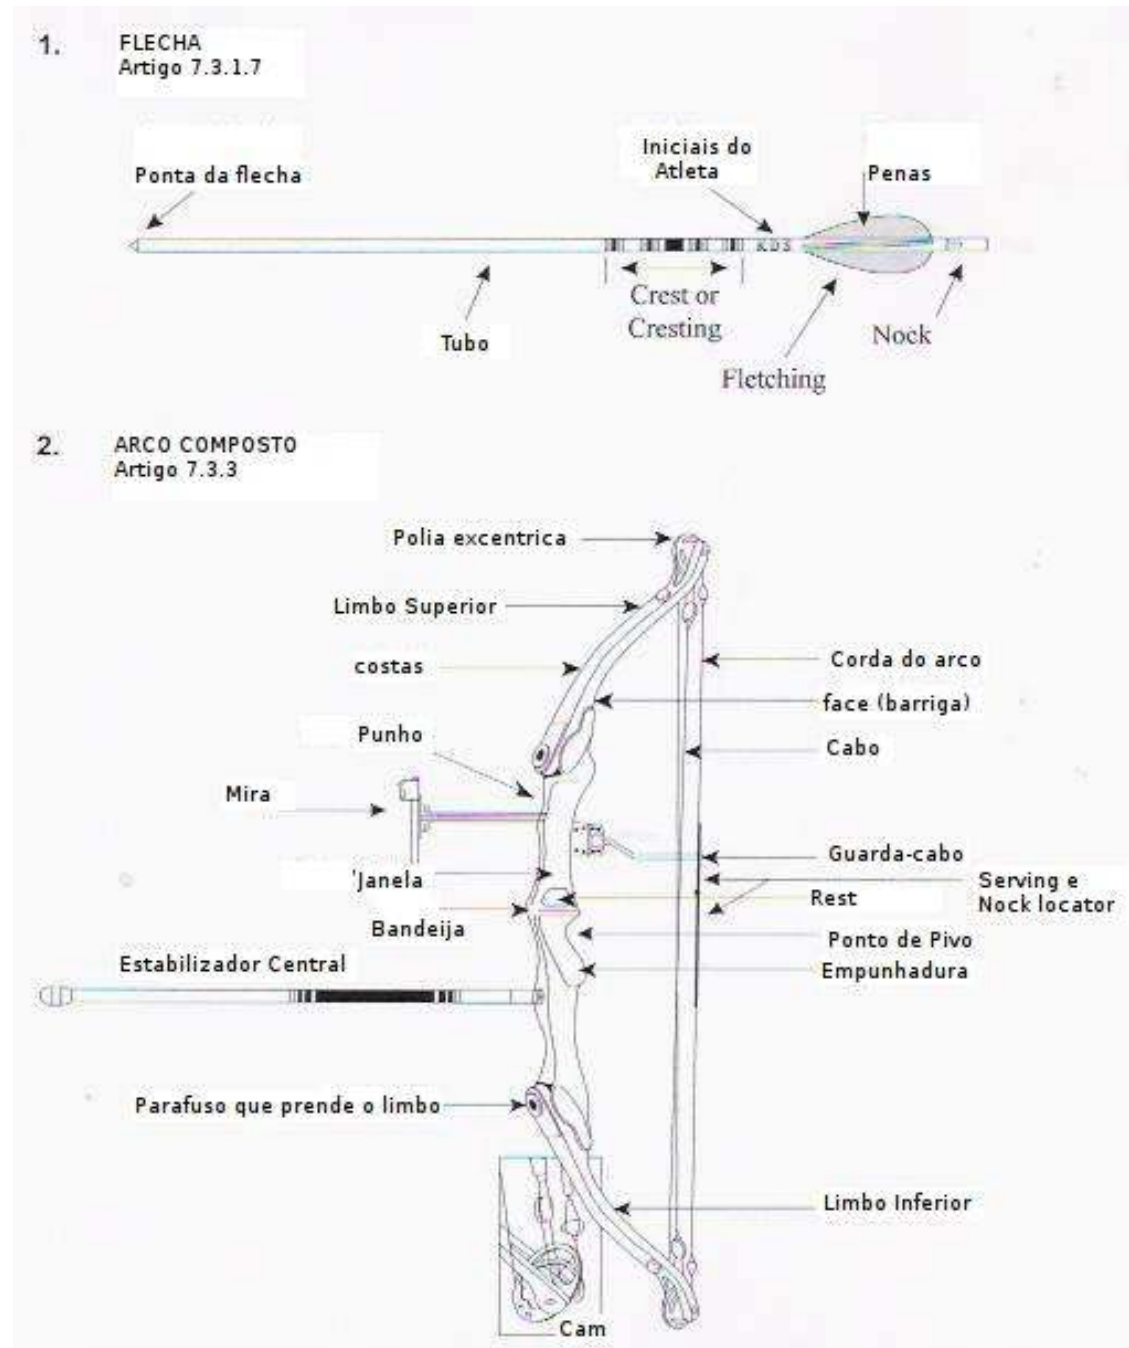 1.
FLECHA
Artigo 7.3.1.7
Iniciais do
Atleta
Penas
Ponta da flecha
KDS
Crest or
Cresting
Nock
Tubo
Fletching
2.
ARCO COMPOSTO
Artigo 7.3.3
Polia excentrica
Limbo Superior
costas
Corda do arco
face (barriga)
Punho
Cabo
Mira
Guarda-cabo
'Janela
Serving e
Nock locator
Rest
Bandeija
Ponto de Pivo
Estabilizador Central
Empunhadura
Parafuso que prende o limbo
Limbo Inferior
Cam